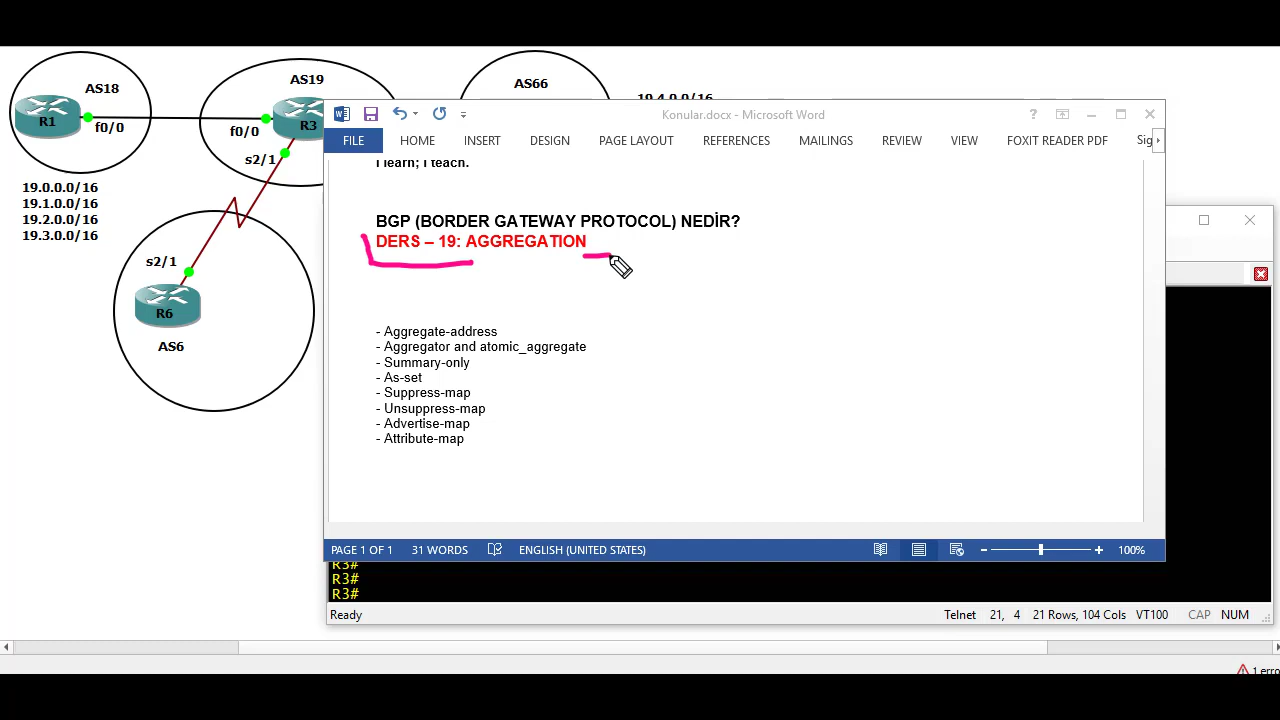 AS18
R1
f0/0
19.0.0.0/16
19.1.0.0/16
19.2.0.0/16
19.3.0.0/16
AS19
f0/0
R3
s2/1
s2/1
R6
AS6
AS66
19.4.0.0/16
Konular.docx - Microsoft Word
FILE HOME INSERT DESIGN PAGE LAYOUT REFERENCES MAILINGS REVIEW VIEW FOXIT READER PDF Sig
I learn; I teach.
BGP (BORDER GATEWAY PROTOCOL) NEDİR?
DERS – 19: AGGREGATION
- Aggregate-address
- Aggregator and atomic_aggregate
- Summary-only
- As-set
- Suppress-map
- Unsuppress-map
- Advertise-map
- Attribute-map
PAGE 1 OF 1 31 WORDS ENGLISH (UNITED STATES) 100%
R3#
R3#
R3#
Ready Telnet 21, 4 21 Rows, 104 Cols VT100 CAP NUM
1 erro